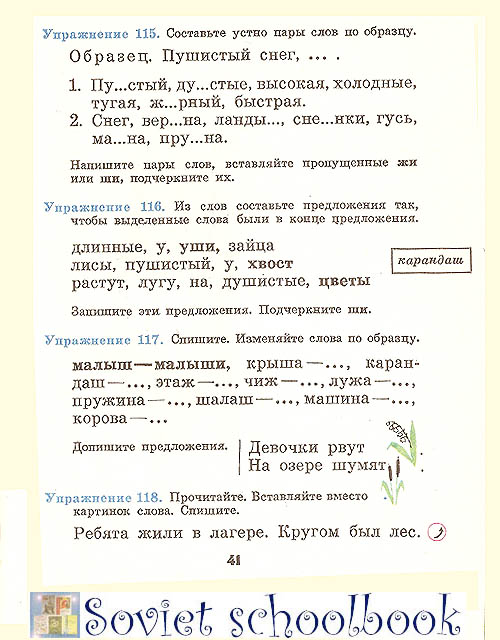 Упражнение 115. Составьте устно пары слов по образцу.
Образец. Пушистый снег, ... .
1. Пу...стый, ду...стые, высокая, холодные,
тугая, ж...рный, быстрая.
2. Снег, вер...на, ланды..., сне...нки, гусь,
ма...на, пру...на.
Напишите пары слов, вставляйте пропущенные жи
или ши, подчеркните их.
Упражнение 116. Из слов составьте предложения так,
чтобы выделенные слова были в конце предложения.
длинные, у, уши, зайца
лисы, пушистый, у, хвост
растут, лугу, на, душистые, цветы
карандаш
Запишите эти предложения. Подчеркните ши.
Упражнение 117. Спишите. Изменяйте слова по образцу.
малыш—малыши, крыша—..., каран-
даш—..., этаж—..., чиж—..., лужа—...,
пружина—..., шалаш—..., машина—...,
корова—...
Допишите предложения.
Девочки рвут .
На озере шумят .
Упражнение 118. Прочитайте. Вставляйте вместо
картинок слова. Спишите.
Ребята жили в лагере. Кругом был лес.
41
Soviet schoolbook